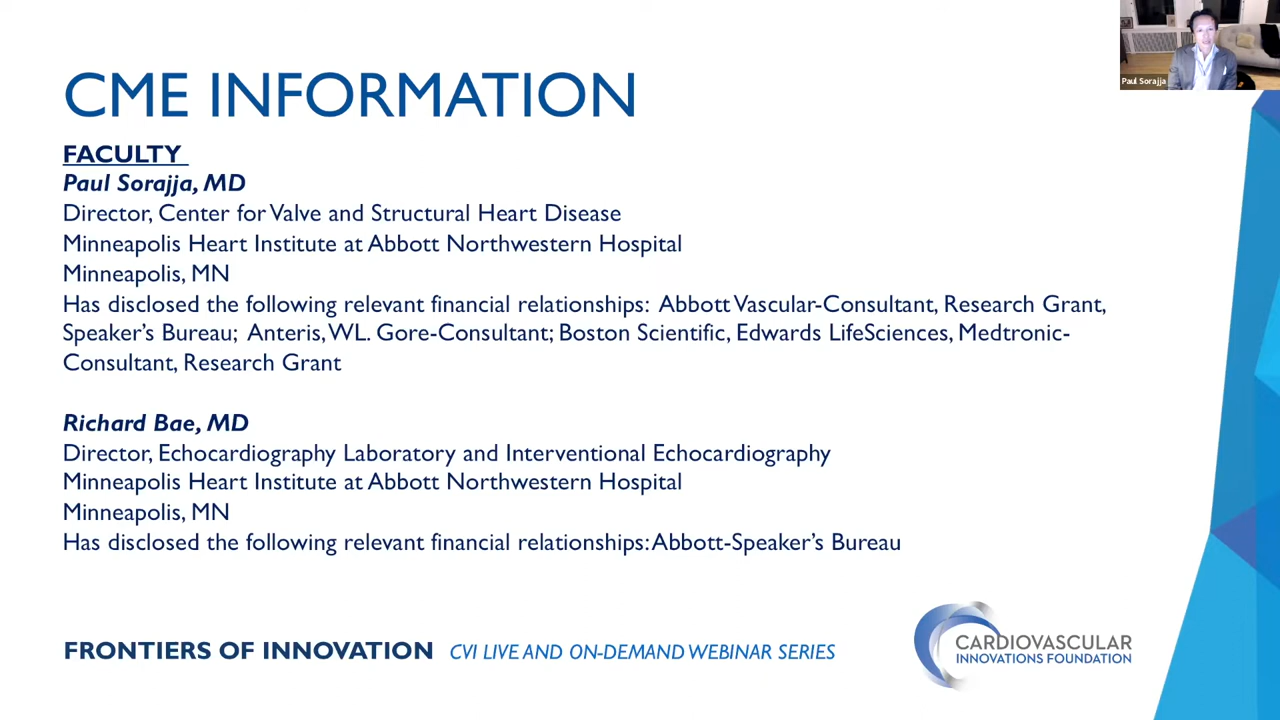 Paul Sorajja
CME INFORMATION
FACULTY
Paul Sorajja, MD
Director, Center for Valve and Structural Heart Disease
Minneapolis Heart Institute at Abbott Northwestern Hospital
Minneapolis, MN
Has disclosed the following relevant financial relationships: Abbott Vascular-Consultant, Research Grant,
Speaker’s Bureau; Anteris, WL. Gore-Consultant; Boston Scientific, Edwards LifeSciences, Medtronic-
Consultant, Research Grant
Richard Bae, MD
Director, Echocardiography Laboratory and Interventional Echocardiography
Minneapolis Heart Institute at Abbott Northwestern Hospital
Minneapolis, MN
Has disclosed the following relevant financial relationships: Abbott-Speaker’s Bureau
FRONTIERS OF INNOVATION CVI LIVE AND ON-DEMAND WEBINAR SERIES
CARDIOVASCULAR
INNOVATIONS FOUNDATION